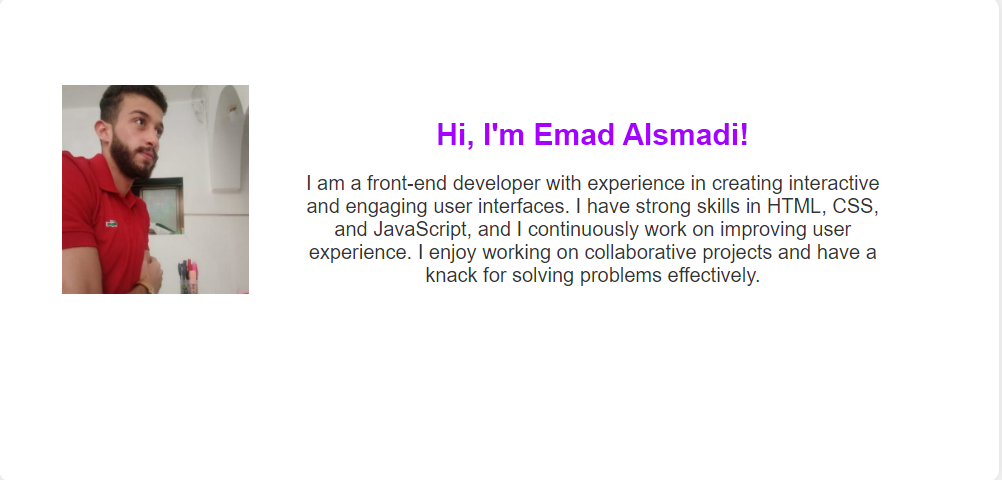 Hi, I'm Emad Alsmadi!
I am a front-end developer with experience in creating interactive
and engaging user interfaces. I have strong skills in HTML, CSS,
and JavaScript, and I continuously work on improving user
experience. I enjoy working on collaborative projects and have a
knack for solving problems effectively.